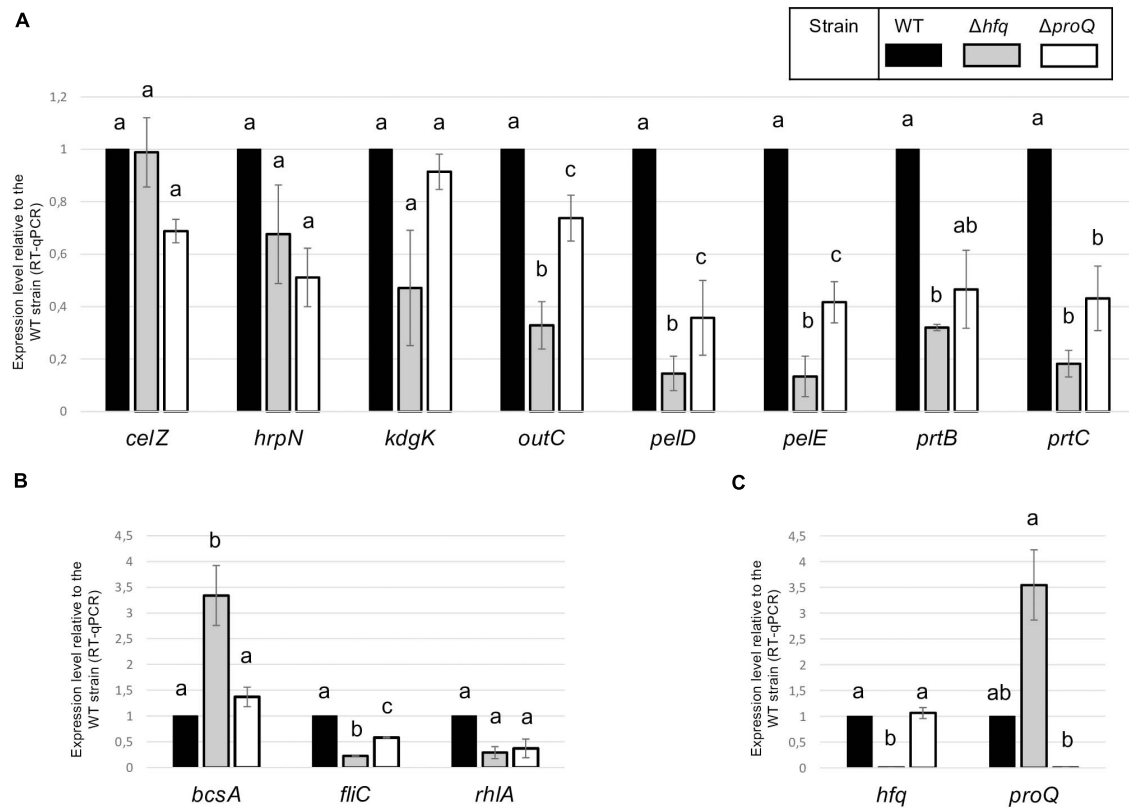 A
Strain WT Δhfq ΔproQ
Expression level relative to the
WT strain (RT-qPCR)
1,2
1
0,8
0,6
0,4
0,2
0
a a a
a a a
a a a
a b c
a b c
a b c
a b ab
a b b
celZ hrpN kdgK outC pelD pelE prtB prtC
B
Expression level relative to the
WT strain (RT-qPCR)
4,5
4
3,5
3
2,5
2
1,5
1
0,5
0
a b a
a b c
a a a
bcsA fliC rhlA
C
Expression level relative to the
WT strain (RT-qPCR)
4,5
4
3,5
3
2,5
2
1,5
1
0,5
0
a b a
ab a b
hfq proQ